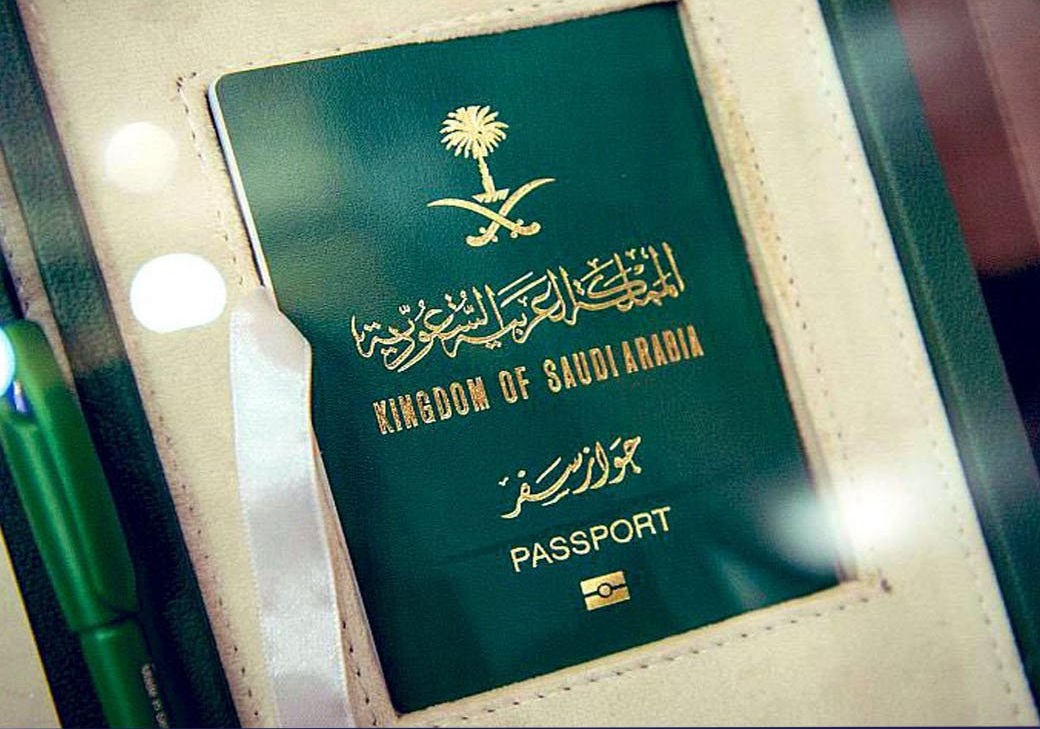 المملكة العربية السعودية
KINGDOM OF SAUDI ARABIA
جواز سفر
PASSPORT